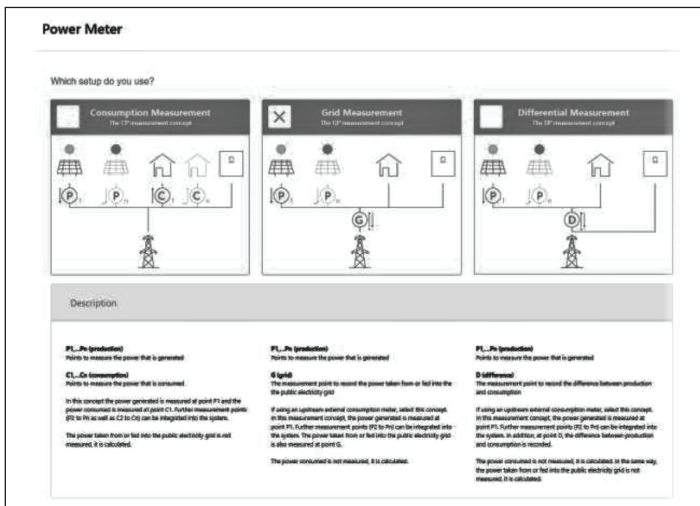 Power Meter
Which setup do you use?
Consumption Measurement
The CP measurement concept
Grid Measurement
The GP measurement concept
Differential Measurement
The DP measurement concept
P 1
P n
C 1
C n
P 1
P n
G
P 1
P n
D
Description
P1,...Pn (production)
Points to measure the power that is generated
C1,...Cn (consumption)
Points to measure the power that is consumed
In this concept the power generated is measured at point P1 and the
power consumed is measured at point C1. Further measurement points
(P2 to Pn as well as C2 to Cn) can be integrated into the system.
The power taken from or fed into the public electricity grid is not
measured, it is calculated.
P1,...Pn (production)
Points to measure the power that is generated
G (grid)
The measurement point to record the power taken from or fed into the
the public electricity grid
If using an upstream external consumption meter, select this concept.
In this measurement concept, the power generated is measured at
point P1. Further measurement points (P2 to Pn) can be integrated into
the system. The power taken from or fed into the public electricity grid
is also measured at point G.
The power consumed is not measured, it is calculated.
P1,...Pn (production)
Points to measure the power that is generated
D (difference)
The measurement point to record the difference between production
and consumption
If using an upstream external consumption meter, select this concept.
In this measurement concept, the power generated is measured at
point P1. Further measurement points (P2 to Pn) can be integrated into
the system. In addition, at point D, the difference between production
and consumption is recorded.
The power consumed is not measured, it is calculated. In the same way,
the power taken from or fed into the public electricity grid is not
measured, it is calculated.